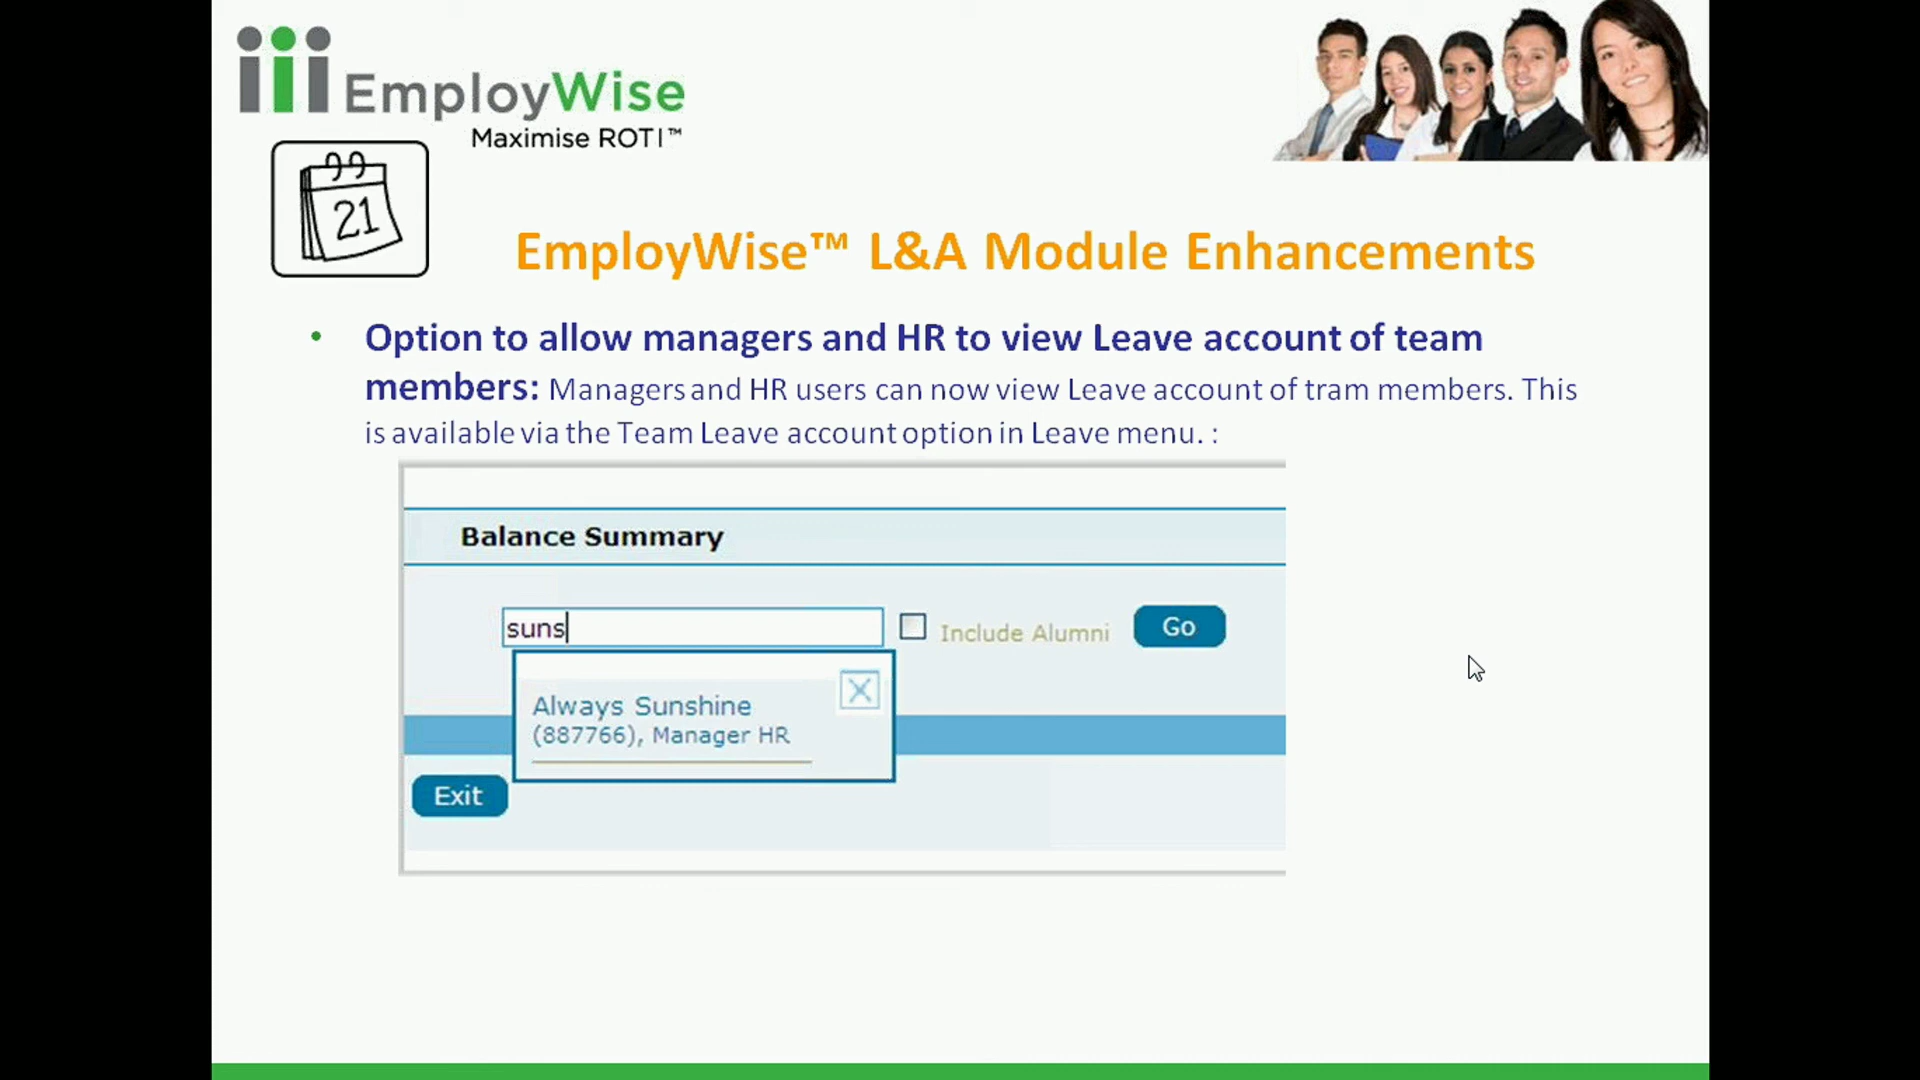 EmployWise
Maximise ROTI™
21
EmployWise™ L&A Module Enhancements
• Option to allow managers and HR to view Leave account of team
members: Managers and HR users can now view Leave account of tram members. This
is available via the Team Leave account option in Leave menu. :
Balance Summary
suns
Include Alumni
Go
Always Sunshine
(887766), Manager HR
Exit